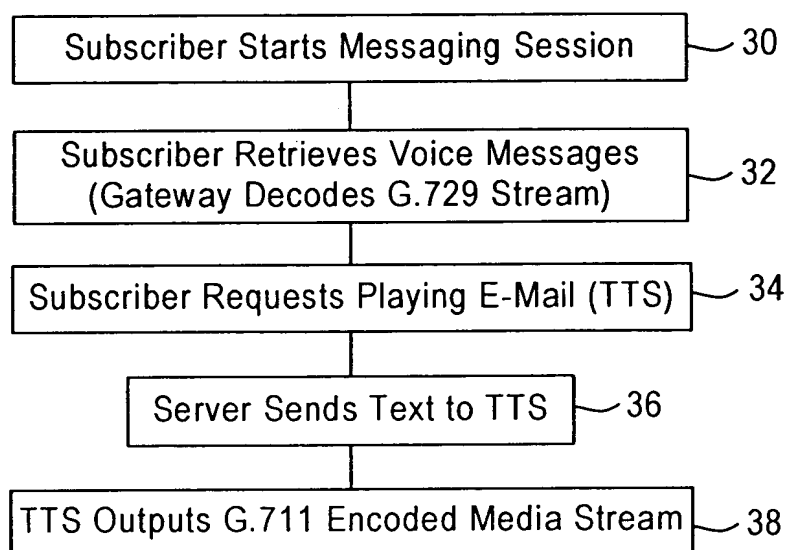 Subscriber Starts Messaging Session 30
Subscriber Retrieves Voice Messages
(Gateway Decodes G.729 Stream) 32
Subscriber Requests Playing E-Mail (TTS) 34
Server Sends Text to TTS 36
TTS Outputs G.711 Encoded Media Stream 38